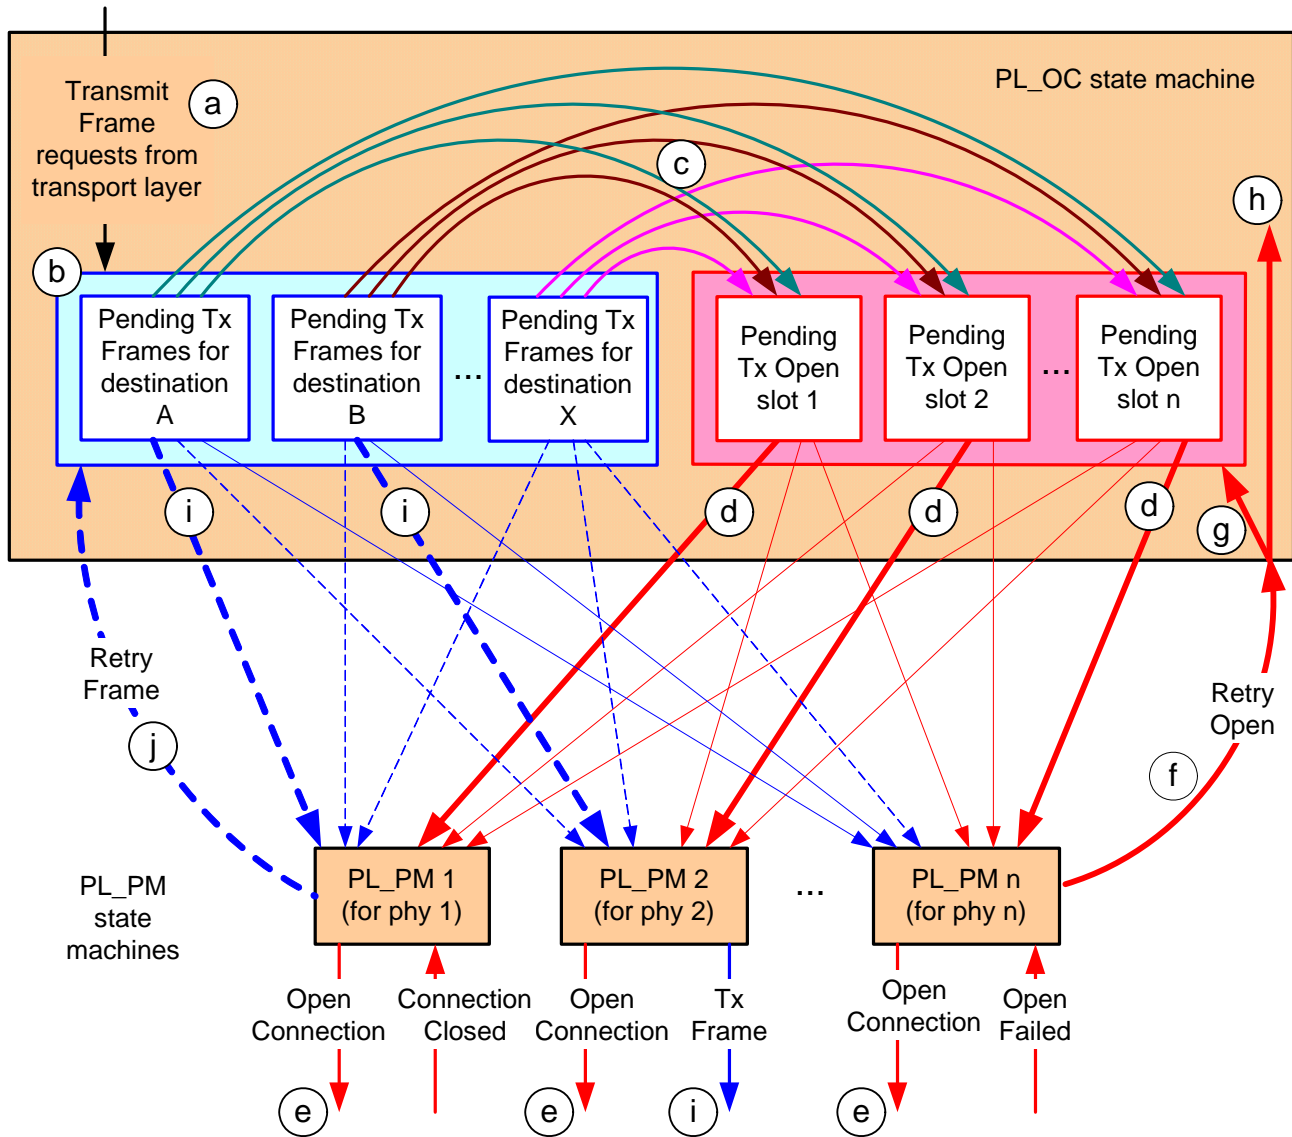 Transmit
Frame
requests from
transport layer
a
PL_OC state machine
c
h
b
Pending Tx
Frames for
destination
A
Pending Tx
Frames for
destination
B
...
Pending Tx
Frames for
destination
X
Pending
Tx Open
slot 1
Pending
Tx Open
slot 2
...
Pending
Tx Open
slot n
i
i
d
d
d
g
Retry
Frame
j
Retry
Open
f
PL_PM
state
machines
PL_PM 1
(for phy 1)
PL_PM 2
(for phy 2)
...
PL_PM n
(for phy n)
Open
Connection
Connection
Closed
Open
Connection
Tx
Frame
Open
Connection
Open
Failed
e
e
i
e